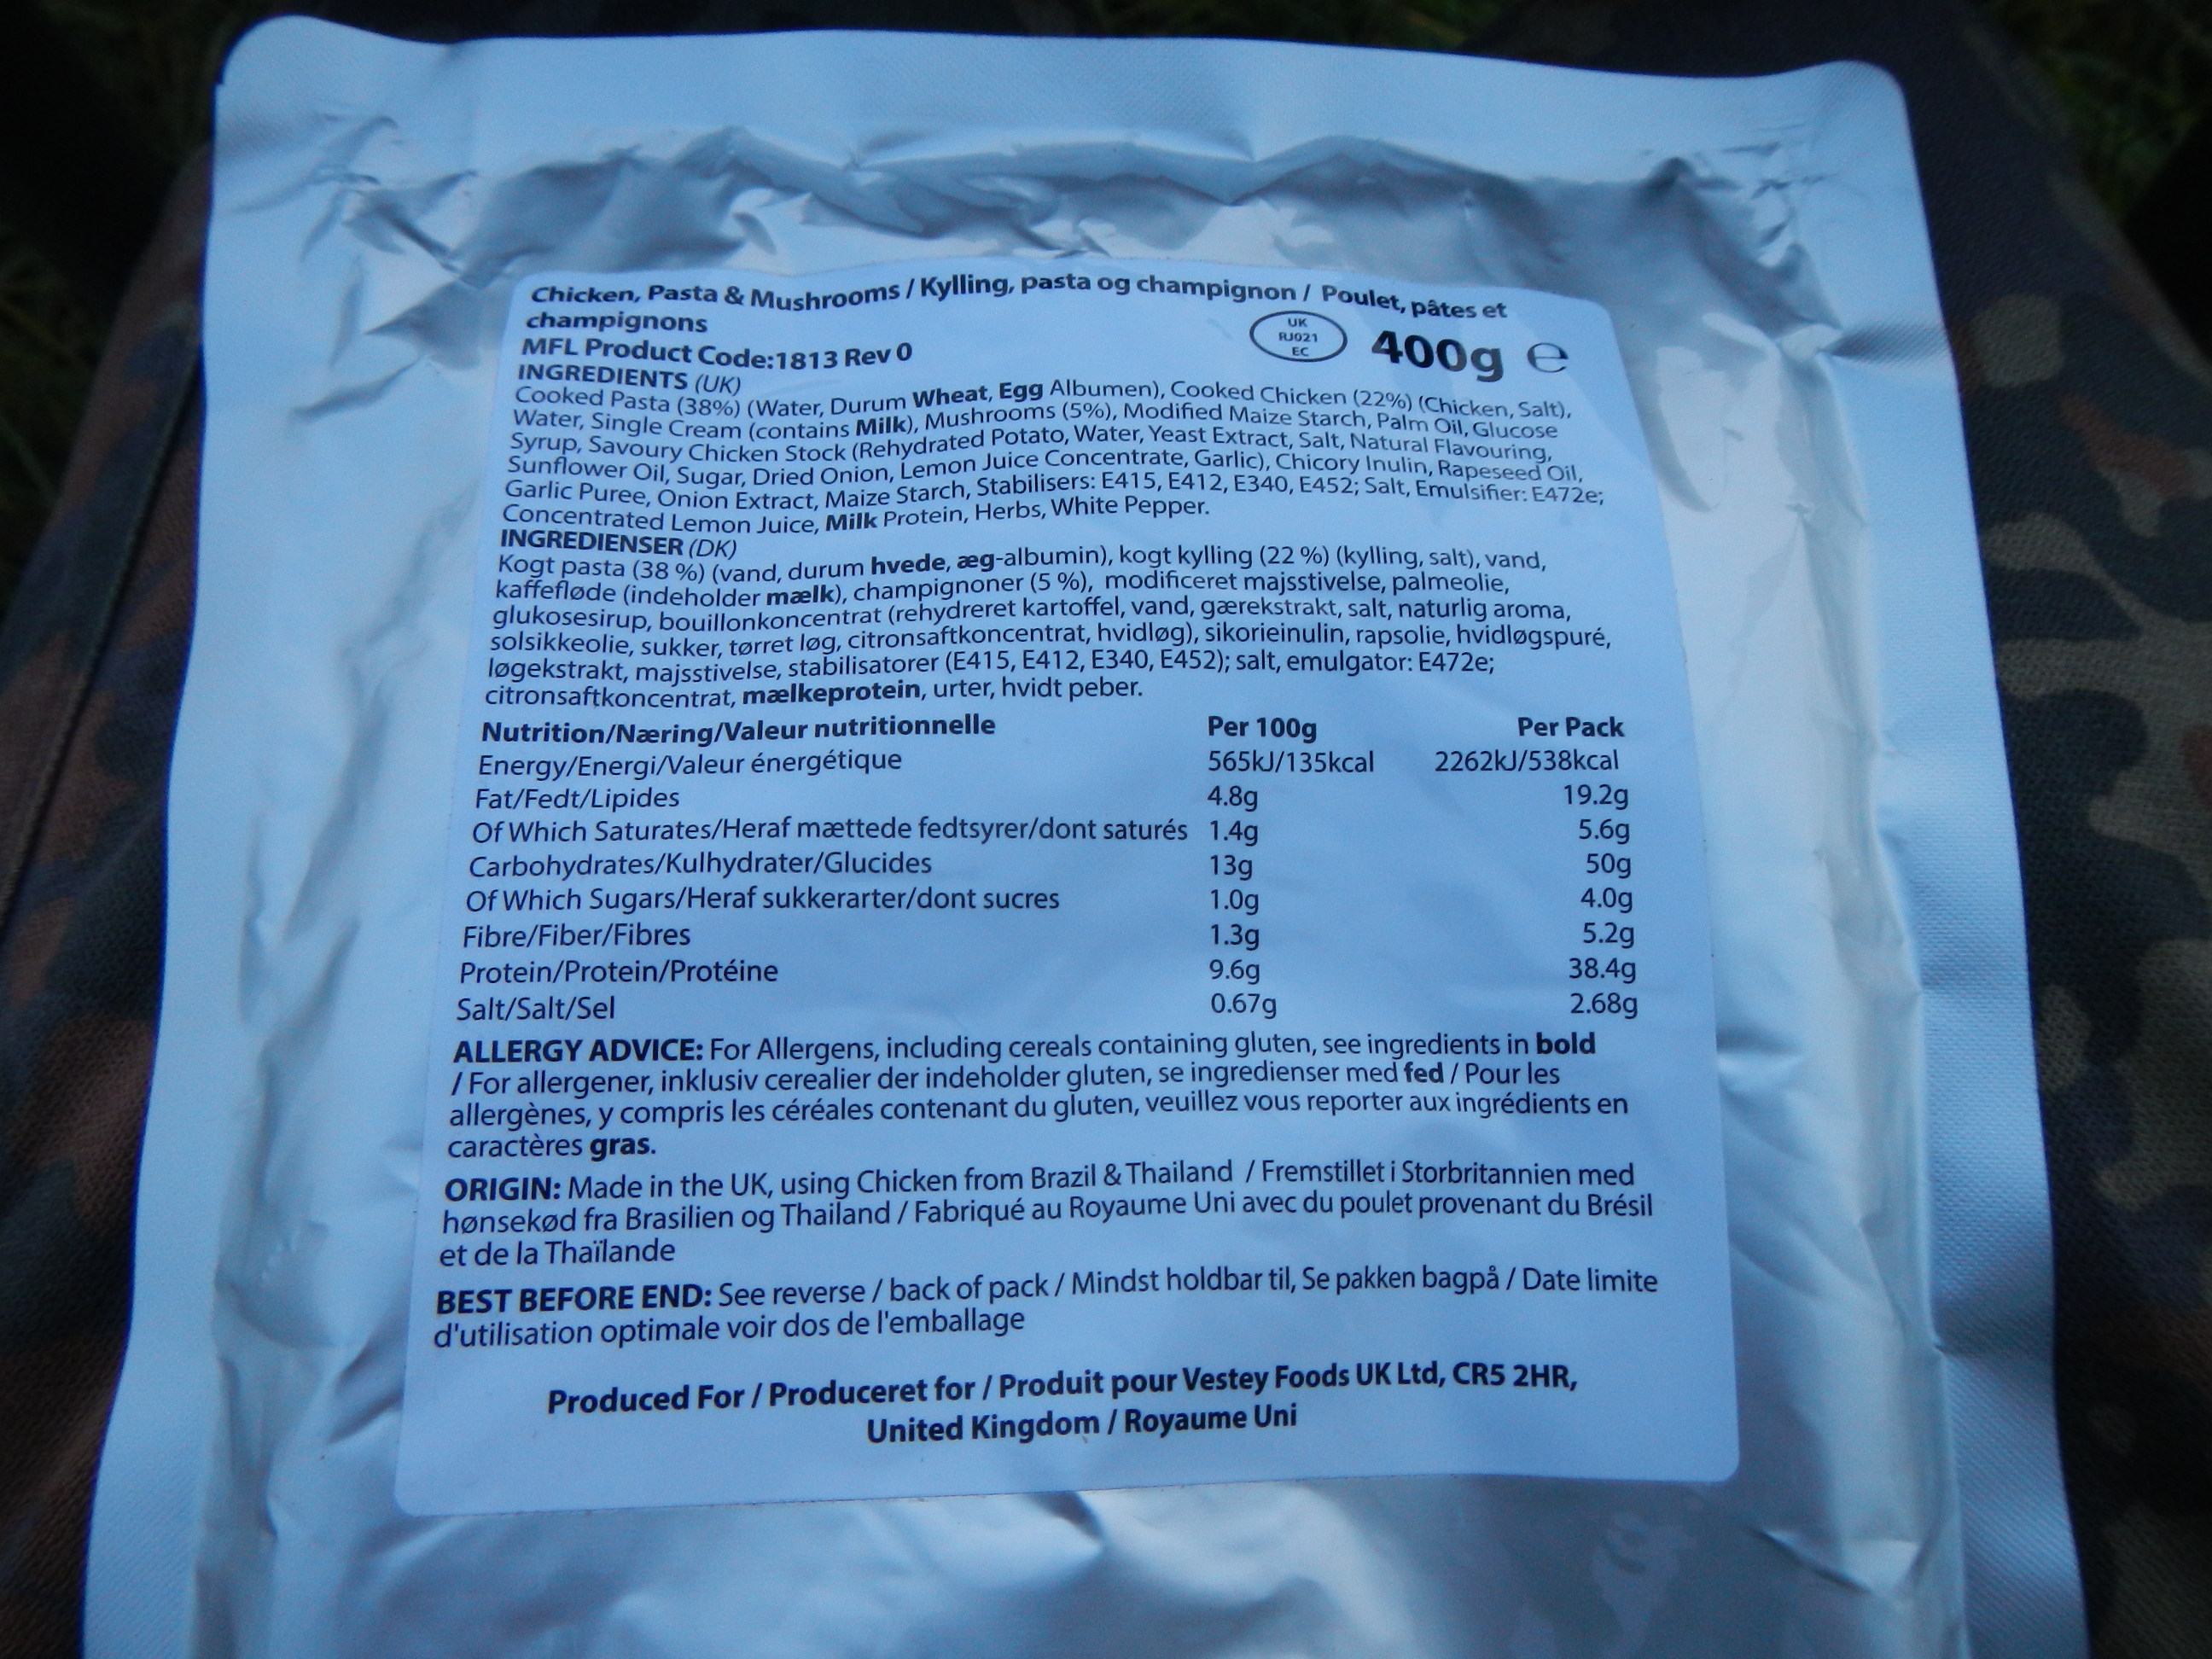 Chicken, Pasta & Mushrooms / Kylling, pasta og champignon / Poulet, pâtes et
champignons
MFL Product Code:1813 Rev 0
UK
RJ021
EC
400g e
INGREDIENTS (UK)
Cooked Pasta (38%) (Water, Durum Wheat, Egg Albumen), Cooked Chicken (22%) (Chicken, Salt),
Water, Single Cream (contains Milk), Mushrooms (5%), Modified Maize Starch, Palm Oil, Glucose
Syrup, Savoury Chicken Stock (Rehydrated Potato, Water, Yeast Extract, Salt, Natural Flavouring,
Sunflower Oil, Sugar, Dried Onion, Lemon Juice Concentrate, Garlic), Chicory Inulin, Rapeseed Oil,
Garlic Puree, Onion Extract, Maize Starch, Stabilisers: E415, E412, E340, E452; Salt, Emulsifier: E472e;
Concentrated Lemon Juice, Milk Protein, Herbs, White Pepper.
INGREDIENSER (DK)
Kogt pasta (38 %) (vand, durum hvede, æg-albumin), kogt kylling (22 %) (kylling, salt), vand,
kaffefløde (indeholder mælk), champignoner (5 %), modificeret majsstivelse, palmeolie,
glukosesirup, bouillonkoncentrat (rehydreret kartoffel, vand, gærekstrakt, salt, naturlig aroma,
solsikkeolie, sukker, tørret løg, citronsaftkoncentrat, hvidløg), sikorieinulin, rapsolie, hvidløgspuré,
løgekstrakt, majsstivelse, stabilisatorer (E415, E412, E340, E452); salt, emulgator: E472e;
citronsaftkoncentrat, mælkeprotein, urter, hvidt peber.
Nutrition/Næring/Valeur nutritionnelle Per 100g Per Pack
Energy/Energi/Valeur énergétique 565kJ/135kcal 2262kJ/538kcal
Fat/Fedt/Lipides 4.8g 19.2g
Of Which Saturates/Heraf mættede fedtsyrer/dont saturés 1.4g 5.6g
Carbohydrates/Kulhydrater/Glucides 13g 50g
Of Which Sugars/Heraf sukkerarter/dont sucres 1.0g 4.0g
Fibre/Fiber/Fibres 1.3g 5.2g
Protein/Protein/Protéine 9.6g 38.4g
Salt/Salt/Sel 0.67g 2.68g
ALLERGY ADVICE: For Allergens, including cereals containing gluten, see ingredients in bold
/ For allergener, inklusiv cerealier der indeholder gluten, se ingredienser med fed / Pour les
allergènes, y compris les céréales contenant du gluten, veuillez vous reporter aux ingrédients en
caractères gras.
ORIGIN: Made in the UK, using Chicken from Brazil & Thailand / Fremstillet i Storbritannien med
hønsekød fra Brasilien og Thailand / Fabriqué au Royaume Uni avec du poulet provenant du Brésil
et de la Thaïlande
BEST BEFORE END: See reverse / back of pack / Mindst holdbar til, Se pakken bagpå / Date limite
d'utilisation optimale voir dos de l'emballage
Produced For / Produceret for / Produit pour Vestey Foods UK Ltd, CR5 2HR,
United Kingdom / Royaume Uni